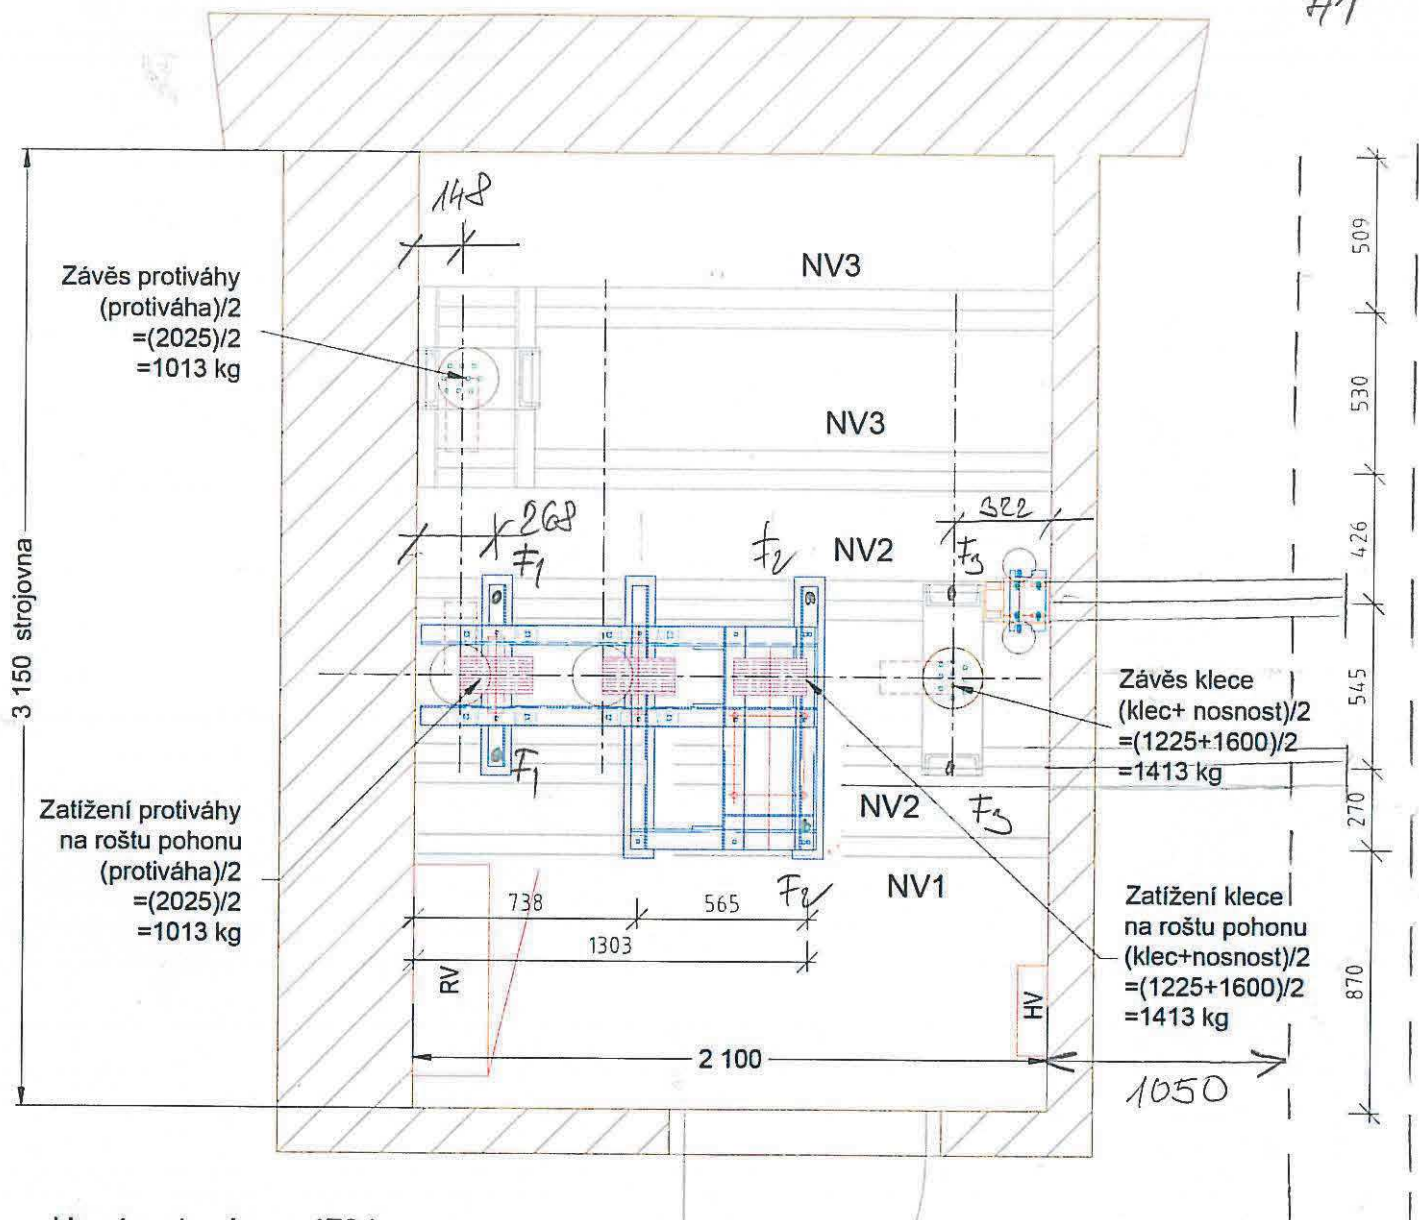 A1
148
509
Závěs protiváhy
(protiváha)/2
=(2025)/2
=1013 kg
NV3
530
NV3
268
322
426
3 150 strojovna
F1
F2
NV2
F3
545
Závěs klece
(klec+ nosnost)/2
=(1225+1600)/2
=1413 kg
F1
Zatížení protiváhy
na roštu pohonu
(protiváha)/2
=(2025)/2
=1013 kg
NV2
F3
270
NV1
738
565
F2
Zatížení klece
na roštu pohonu
(klec+nosnost)/2
=(1225+1600)/2
=1413 kg
1303
RV
HV
870
2 100
1050